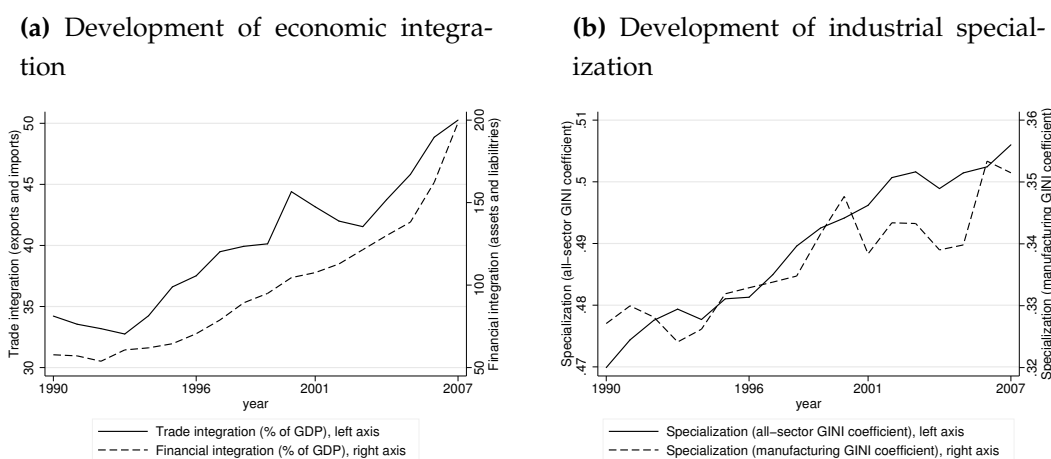 (a) Development of economic integra-
tion
Trade integration (exports and imports)
30 35 40 45 50
50 100 150 200
Financial integration (assets and liabilitries)
1990 1996 2001 2007
year
Trade integration (% of GDP), left axis
Financial integration (% of GDP), right axis
(b) Development of industrial special-
ization
Specialization (all−sector GINI coefficient)
.47 .48 .49 .5 .51
.32 .33 .34 .35 .36
Specialization (manufacturing GINI coefficient)
1990 1996 2001 2007
year
Specialization (all−sector GINI coefficient), left axis
Specialization (manufacturing GINI coefficient), right axis